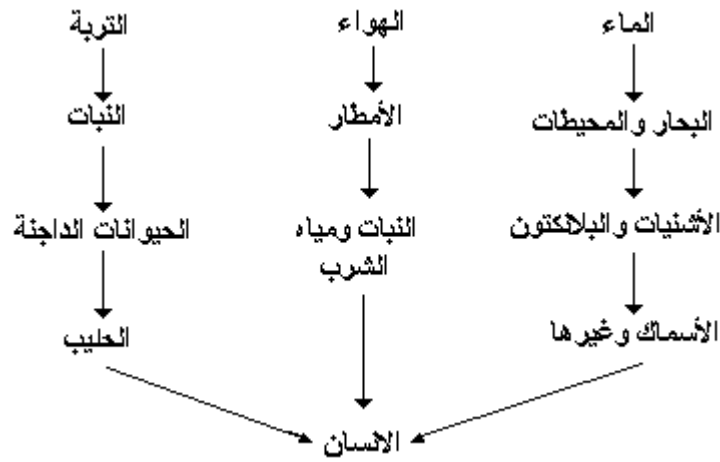 الماء
الهواء
التربة
البحار والمحيطات
الأمطار
النبات
الأشنيات والبلانكتون
النبات ومياه
الشرب
الحيوانات الداجنة
الأسماك وغيرها
الحليب
الانسان